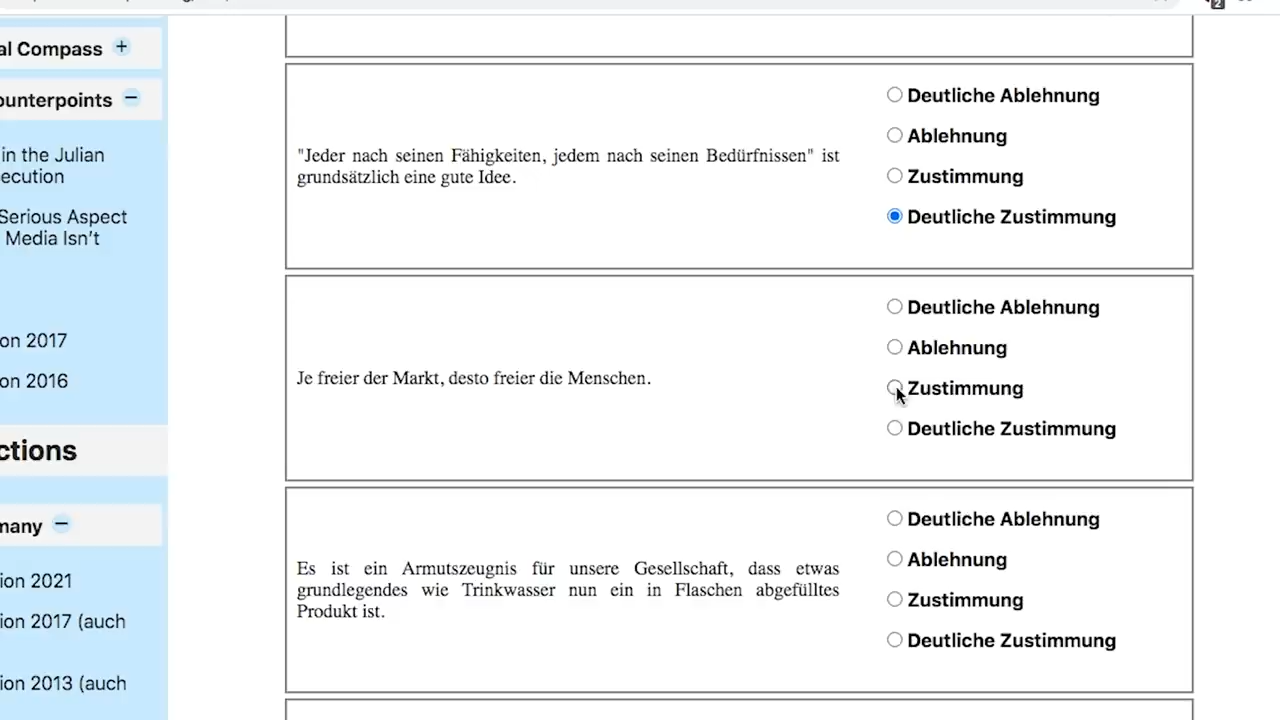 al Compass +
ounterpoints −
in the Julian
ecution
Serious Aspect
Media Isn't
on 2017
on 2016
ctions
many −
ion 2021
ion 2017 (auch
ion 2013 (auch
2
"Jeder nach seinen Fähigkeiten, jedem nach seinen Bedürfnissen" ist
grundsätzlich eine gute Idee.
Deutliche Ablehnung
Ablehnung
Zustimmung
Deutliche Zustimmung
Je freier der Markt, desto freier die Menschen.
Deutliche Ablehnung
Ablehnung
Zustimmung
Deutliche Zustimmung
Es ist ein Armutszeugnis für unsere Gesellschaft, dass etwas
grundlegendes wie Trinkwasser nun ein in Flaschen abgefülltes
Produkt ist.
Deutliche Ablehnung
Ablehnung
Zustimmung
Deutliche Zustimmung